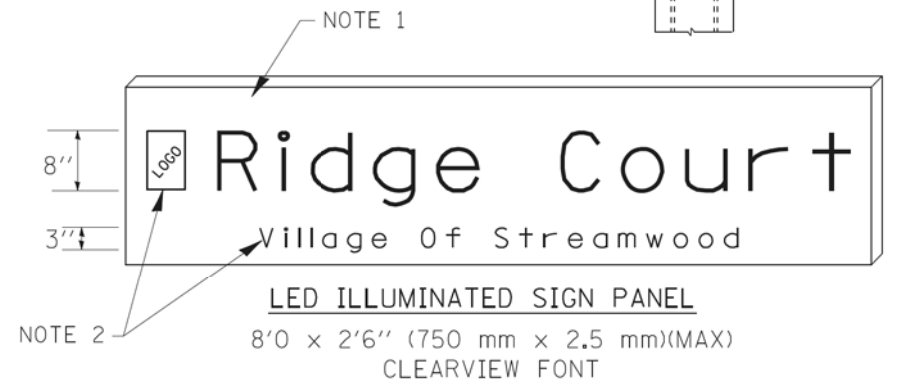 NOTE 1
8''
LOGO
Ridge Court
3''
Village Of Streamwood
LED ILLUMINATED SIGN PANEL
NOTE 2
8'0 x 2'6'' (750 mm x 2.5 mm)(MAX)
CLEARVIEW FONT